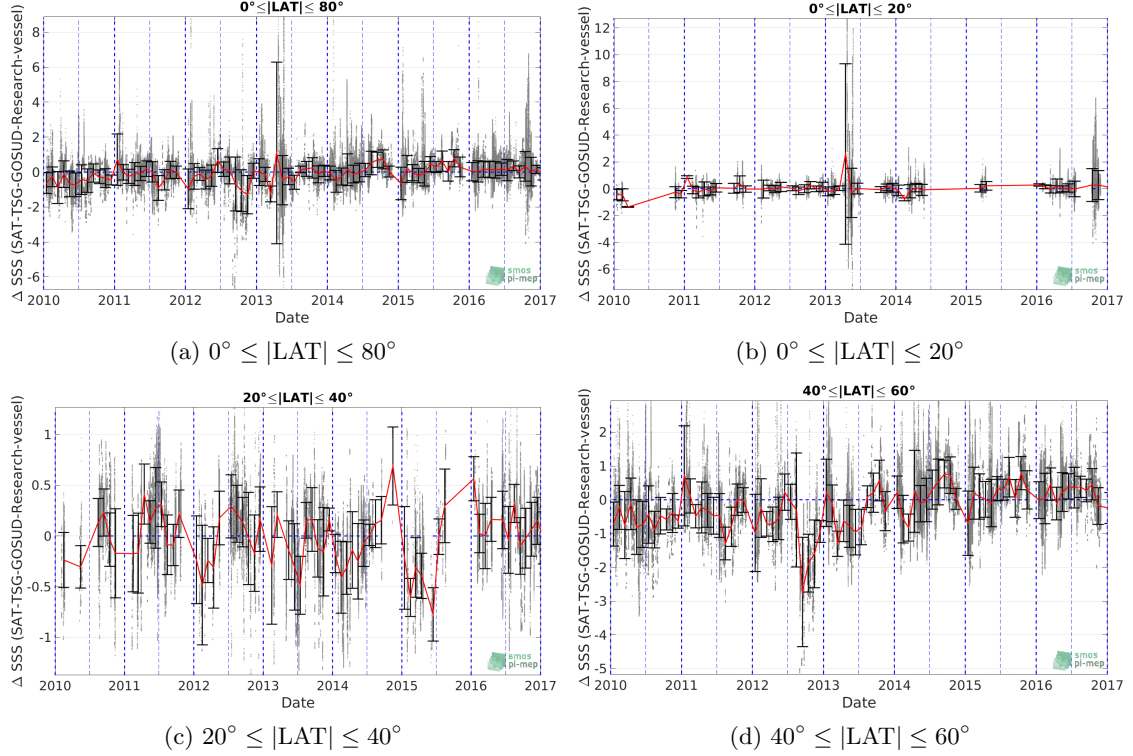 0°≤|LAT|≤ 80°
Δ SSS (SAT-TSG-GOSUD-Research-vessel)
8
6
4
2
0
-2
-4
-6
2010 2011 2012 2013 2014 2015 2016 2017
Date
smos
pi-mep
(a) 0° ≤ |LAT| ≤ 80°
0°≤|LAT|≤ 20°
Δ SSS (SAT-TSG-GOSUD-Research-vessel)
12
10
8
6
4
2
0
-2
-4
-6
2010 2011 2012 2013 2014 2015 2016 2017
Date
smos
pi-mep
(b) 0° ≤ |LAT| ≤ 20°
20°≤|LAT|≤ 40°
Δ SSS (SAT-TSG-GOSUD-Research-vessel)
1
0.5
0
-0.5
-1
2010 2011 2012 2013 2014 2015 2016 2017
Date
smos
pi-mep
(c) 20° ≤ |LAT| ≤ 40°
40°≤|LAT|≤ 60°
Δ SSS (SAT-TSG-GOSUD-Research-vessel)
2
1
0
-1
-2
-3
-4
-5
2010 2011 2012 2013 2014 2015 2016 2017
Date
smos
pi-mep
(d) 40° ≤ |LAT| ≤ 60°